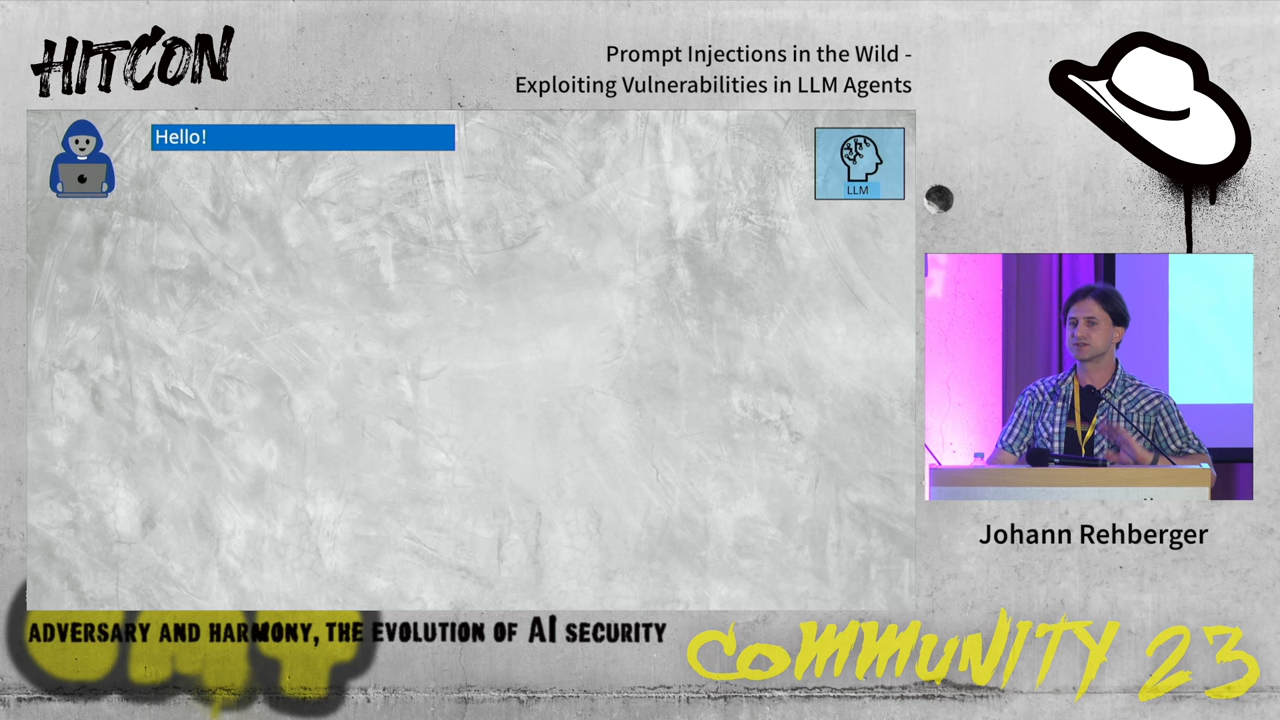 HITCON
Prompt Injections in the Wild -
Exploiting Vulnerabilities in LLM Agents
Hello!
LLM
Johann Rehberger
ADVERSARY AND HARMONY, THE EVOLUTION OF AI SECURITY
COMMUNITY 23